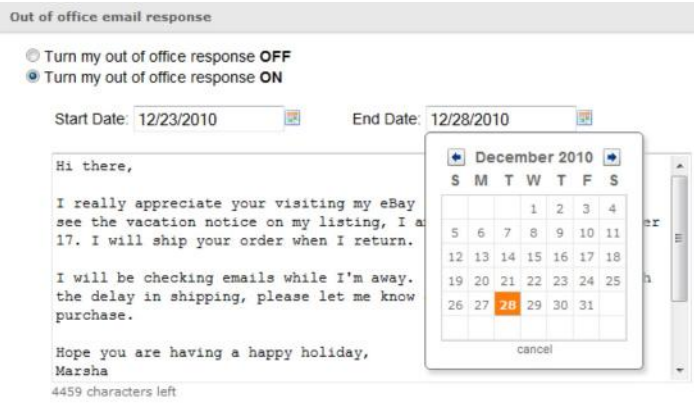 Out of office email response
Turn my out of office response OFF
Turn my out of office response ON
Start Date: 12/23/2010 End Date: 12/28/2010
Hi there,
I really appreciate your visiting my eBay
see the vacation notice on my listing, I a er
17. I will ship your order when I return.
I will be checking emails while I'm away. h
the delay in shipping, please let me know
purchase.
Hope you are having a happy holiday,
Marsha
4459 characters left
December 2010
S M T W T F S
1 2 3 4
5 6 7 8 9 10 11
12 13 14 15 16 17 18
19 20 21 22 23 24 25
26 27 28 29 30 31
cancel